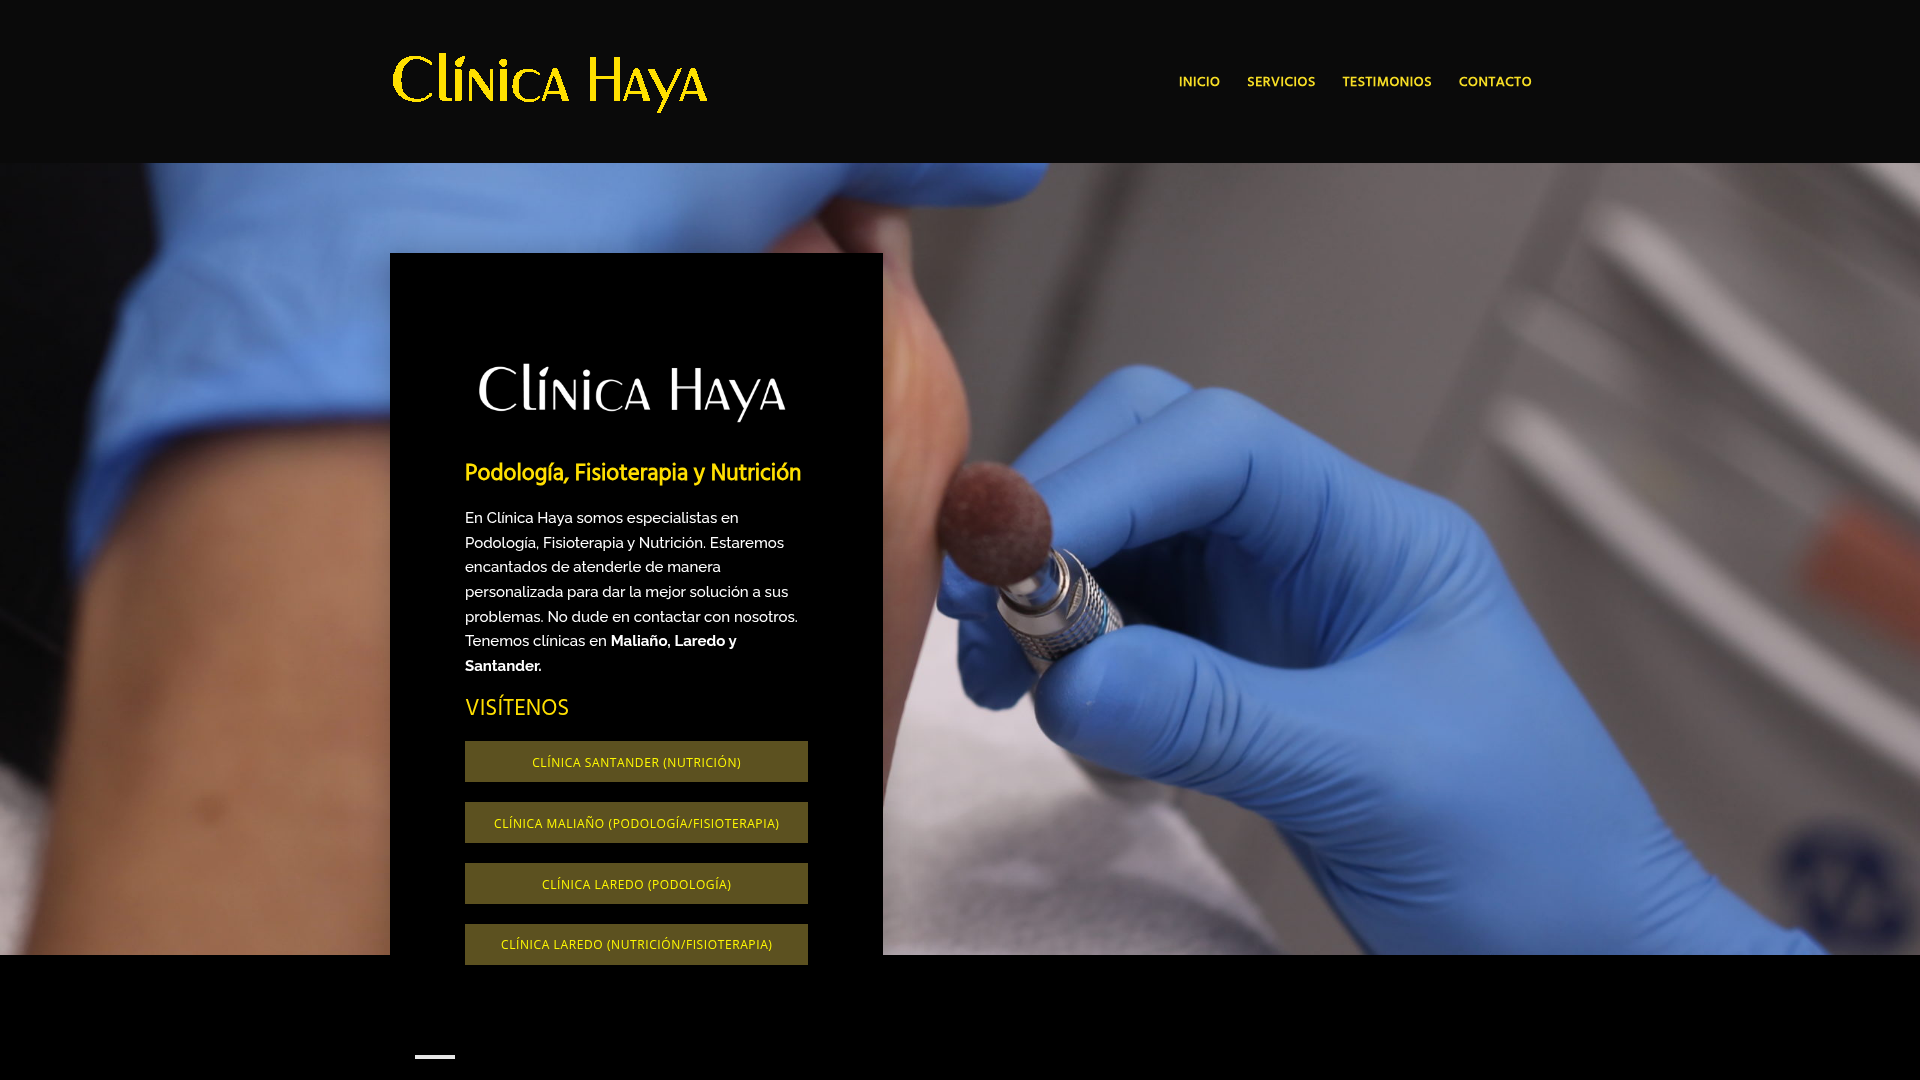 Clínica Haya
INICIO
SERVICIOS
TESTIMONIOS
CONTACTO
Clínica Haya
Podología, Fisioterapia y Nutrición
En Clínica Haya somos especialistas en
Podología, Fisioterapia y Nutrición. Estaremos
encantados de atenderle de manera
personalizada para dar la mejor solución a sus
problemas. No dude en contactar con nosotros.
Tenemos clínicas en Maliaño, Laredo y
Santander.
VISÍTENOS
CLÍNICA SANTANDER (NUTRICIÓN)
CLÍNICA MALIAÑO (PODOLOGÍA/FISIOTERAPIA)
CLÍNICA LAREDO (PODOLOGÍA)
CLÍNICA LAREDO (NUTRICIÓN/FISIOTERAPIA)